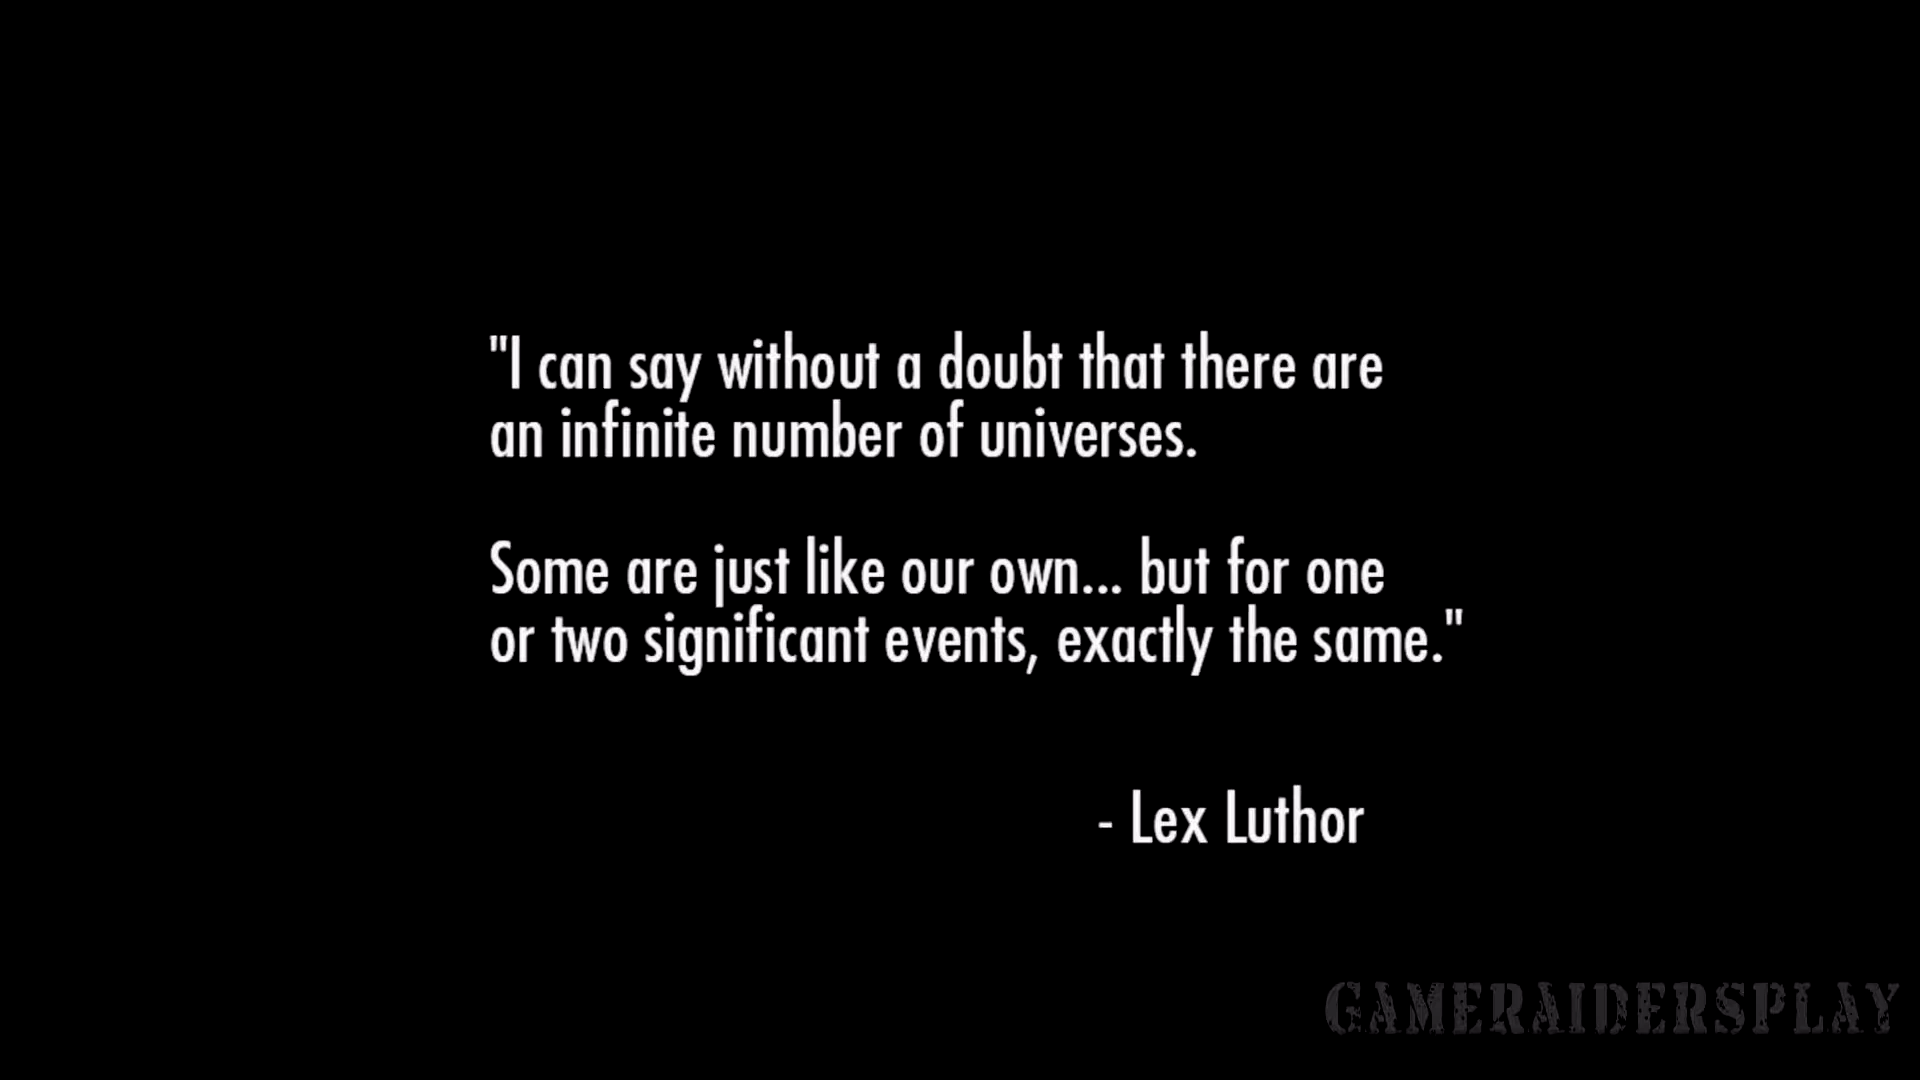 "I can say without a doubt that there are
an infinite number of universes.
Some are just like our own... but for one
or two significant events, exactly the same."
- Lex Luthor
GAMERAIDERSPLAY